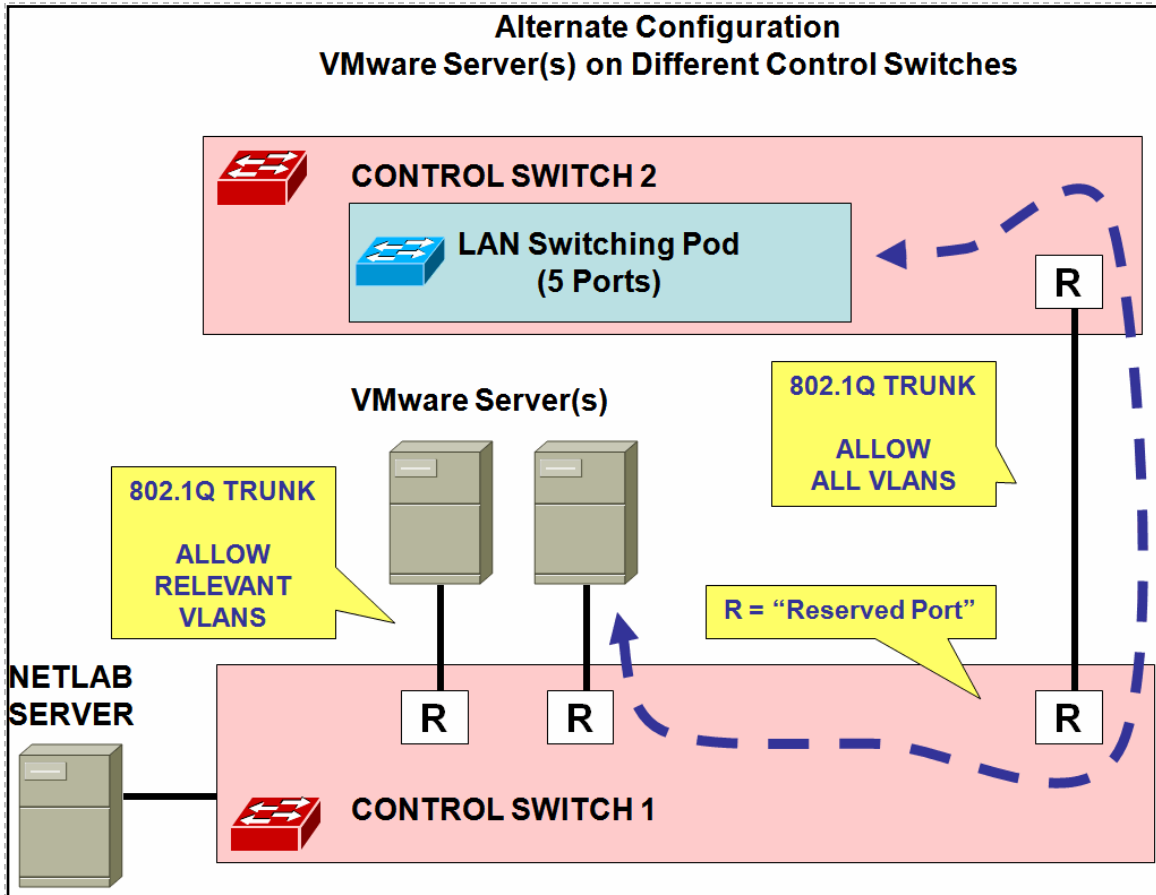 Alternate Configuration
VMware Server(s) on Different Control Switches
CONTROL SWITCH 2
LAN Switching Pod
(5 Ports)
R
802.1Q TRUNK
ALLOW
ALL VLANS
VMware Server(s)
802.1Q TRUNK
ALLOW
RELEVANT
VLANS
R = “Reserved Port”
NETLAB
SERVER
R
R
R
CONTROL SWITCH 1